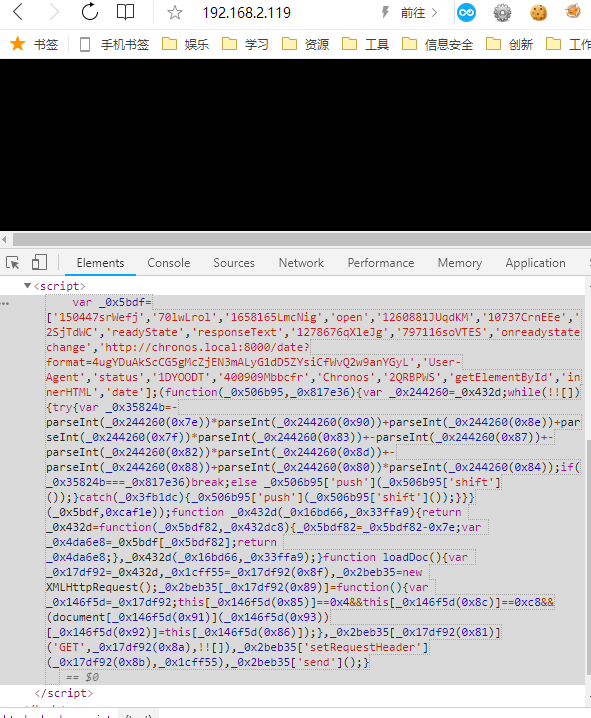 192.168.2.119
前往
书签
手机书签
娱乐
学习
资源
工具
信息安全
创新
Elements Console Sources Network Performance Memory Application
<script>
var _0x5bdf=
['150447srWefj','70lwLrol','1658165LmcNig','open','1260881JUqdKM','10737CrnEEe','
2SjTdWC','readyState','responseText','1278676qXleJg','797116soVTES','onreadystate
change','http://chronos.local:8000/date?
format=4ugYDuAkScCG5gMcZjEN3mALyG1dD5ZYsiCfWvQ2w9anYGyL','User-
Agent','status','1DYOODT','400909Mbbcfr','Chronos','2QRBPWS','getElementById','in
nerHTML','date'];(function(_0x506b95,_0x817e36){var _0x244260=_0x432d;while(!![])
{try{var _0x35824b=-
parseInt(_0x244260(0x7e))*parseInt(_0x244260(0x90))+parseInt(_0x244260(0x8e))+par
seInt(_0x244260(0x7f))*parseInt(_0x244260(0x83))+-parseInt(_0x244260(0x87))+-
parseInt(_0x244260(0x82))*parseInt(_0x244260(0x8d))+-
parseInt(_0x244260(0x88))+parseInt(_0x244260(0x80))*parseInt(_0x244260(0x84));if(
_0x35824b===_0x817e36)break;else _0x506b95['push'](_0x506b95['shift']
());}catch(_0x3fb1dc){_0x506b95['push'](_0x506b95['shift']());}}}
(_0x5bdf,0xcaf1e));function _0x432d(_0x16bd66,_0x33ffa9){return
_0x432d=function(_0x5bdf82,_0x432dc8){_0x5bdf82=_0x5bdf82-0x7e;var
_0x4da6e8=_0x5bdf[_0x5bdf82];return
_0x4da6e8;},_0x432d(_0x16bd66,_0x33ffa9);}function loadDoc(){var
_0x17df92=_0x432d,_0x1cff55=_0x17df92(0x8f),_0x2beb35=new
XMLHttpRequest();_0x2beb35[_0x17df92(0x89)]=function(){var
_0x146f5d=_0x17df92;this[_0x146f5d(0x85)]==0x4&&this[_0x146f5d(0x8c)]==0xc8&&
(document[_0x146f5d(0x91)](_0x146f5d(0x93))
[_0x146f5d(0x92)]=this[_0x146f5d(0x86)]);},_0x2beb35[_0x17df92(0x81)]
('GET',_0x17df92(0x8a),!![]),_0x2beb35['setRequestHeader']
(_0x17df92(0x8b),_0x1cff55),_0x2beb35['send']();}
== $0
</script>